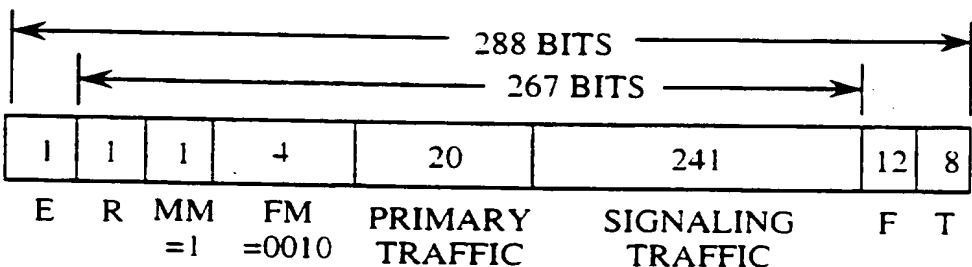 288 BITS
267 BITS
1 1 1 4 20 241 12 8
E R MM FM PRIMARY SIGNALING F T
=1 =0010 TRAFFIC TRAFFIC